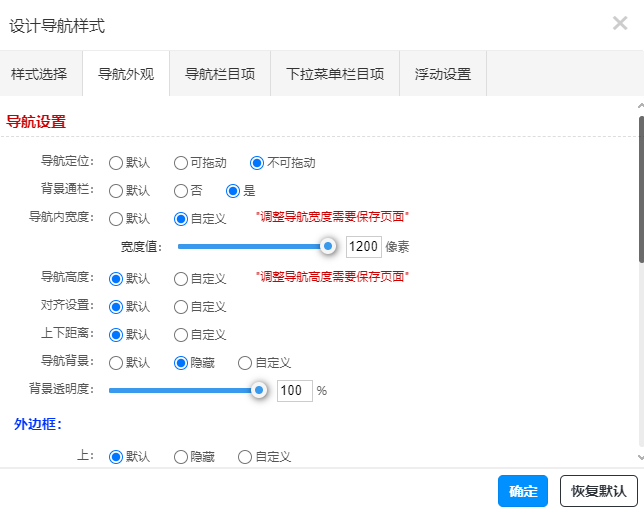 设计导航样式
样式选择 导航外观 导航栏目项 下拉菜单栏目项 浮动设置
导航设置
导航定位： 默认 可拖动 不可拖动
背景通栏： 默认 否 是
导航内宽度： 默认 自定义 *调整导航宽度需要保存页面*
宽度值： 1200 像素
导航高度： 默认 自定义 *调整导航高度需要保存页面*
对齐设置： 默认 自定义
上下距离： 默认 自定义
导航背景： 默认 隐藏 自定义
背景透明度： 100 %
外边框：
上： 默认 隐藏 自定义
确定 恢复默认